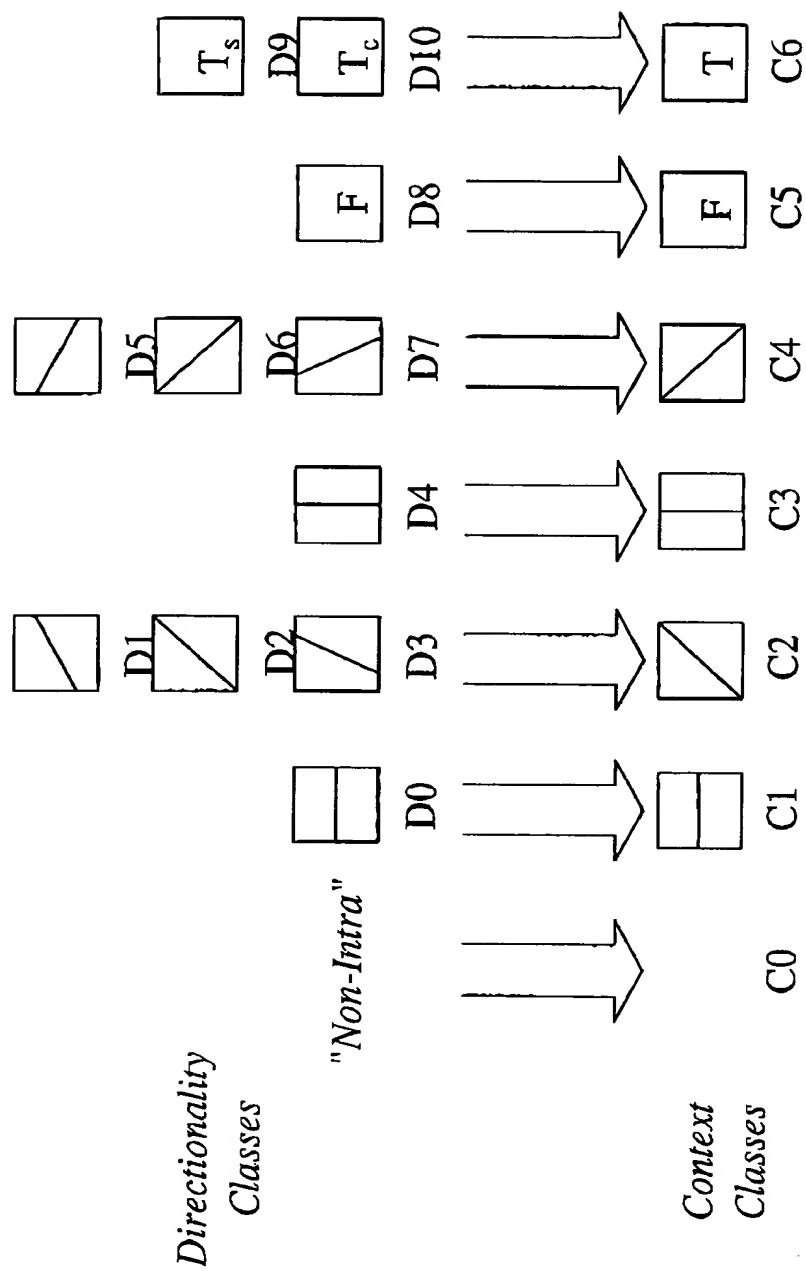 D1 D5
Directionality
Classes
Ts
D2 D6 D9
"Non-Intra"
F Tc
D0 D3 D4 D7 D8 D10
Context
Classes
F T
C0 C1 C2 C3 C4 C5 C6